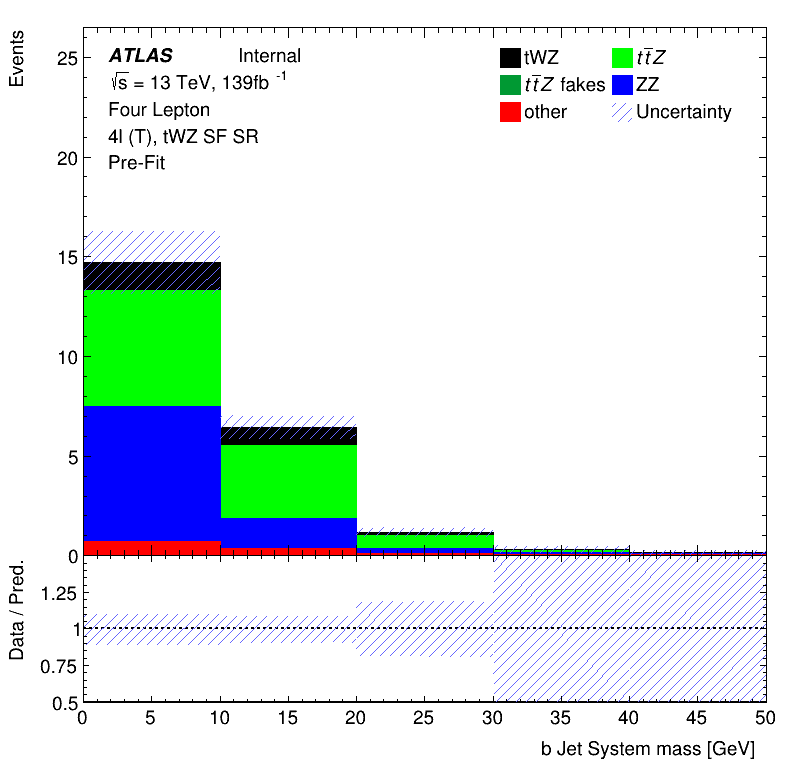 Events
ATLAS Internal
√s = 13 TeV, 139fb -1
Four Lepton
4l (T), tWZ SF SR
Pre-Fit
tWZ tt̄Z
tt̄Z fakes ZZ
other Uncertainty
25
20
15
10
5
0
Data / Pred.
1.25
1
0.75
0.5
0 5 10 15 20 25 30 35 40 45 50
b Jet System mass [GeV]